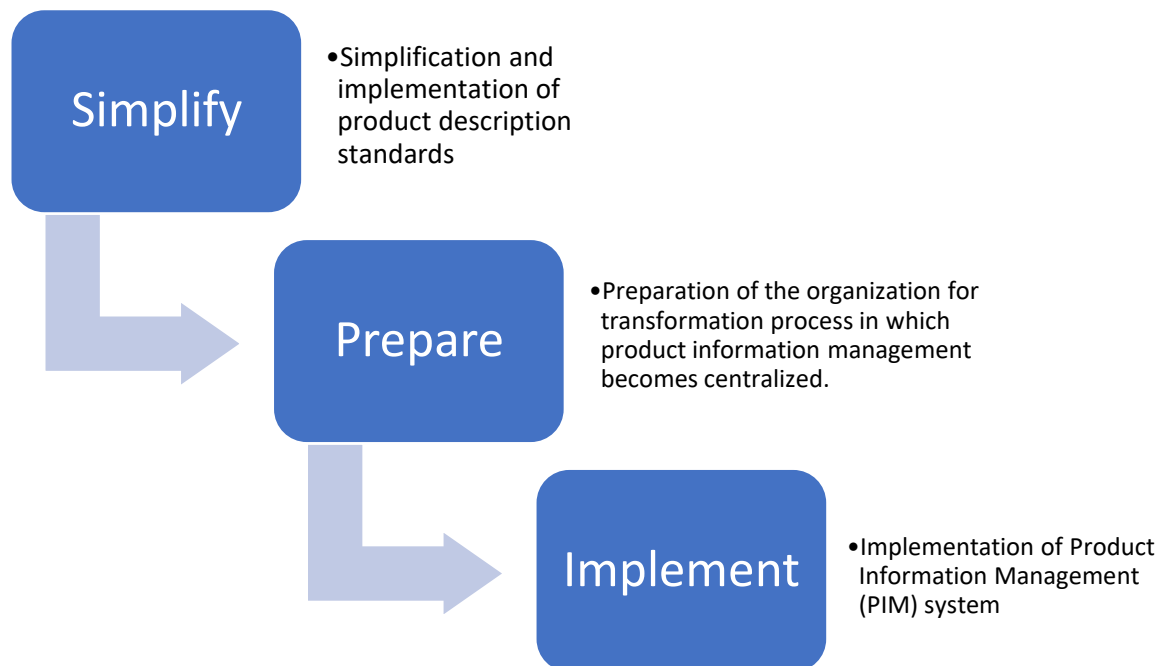 Simplify
•Simplification and
implementation of
product description
standards
Prepare
•Preparation of the organization for
transformation process in which
product information management
becomes centralized.
Implement
•Implementation of Product
Information Management
(PIM) system